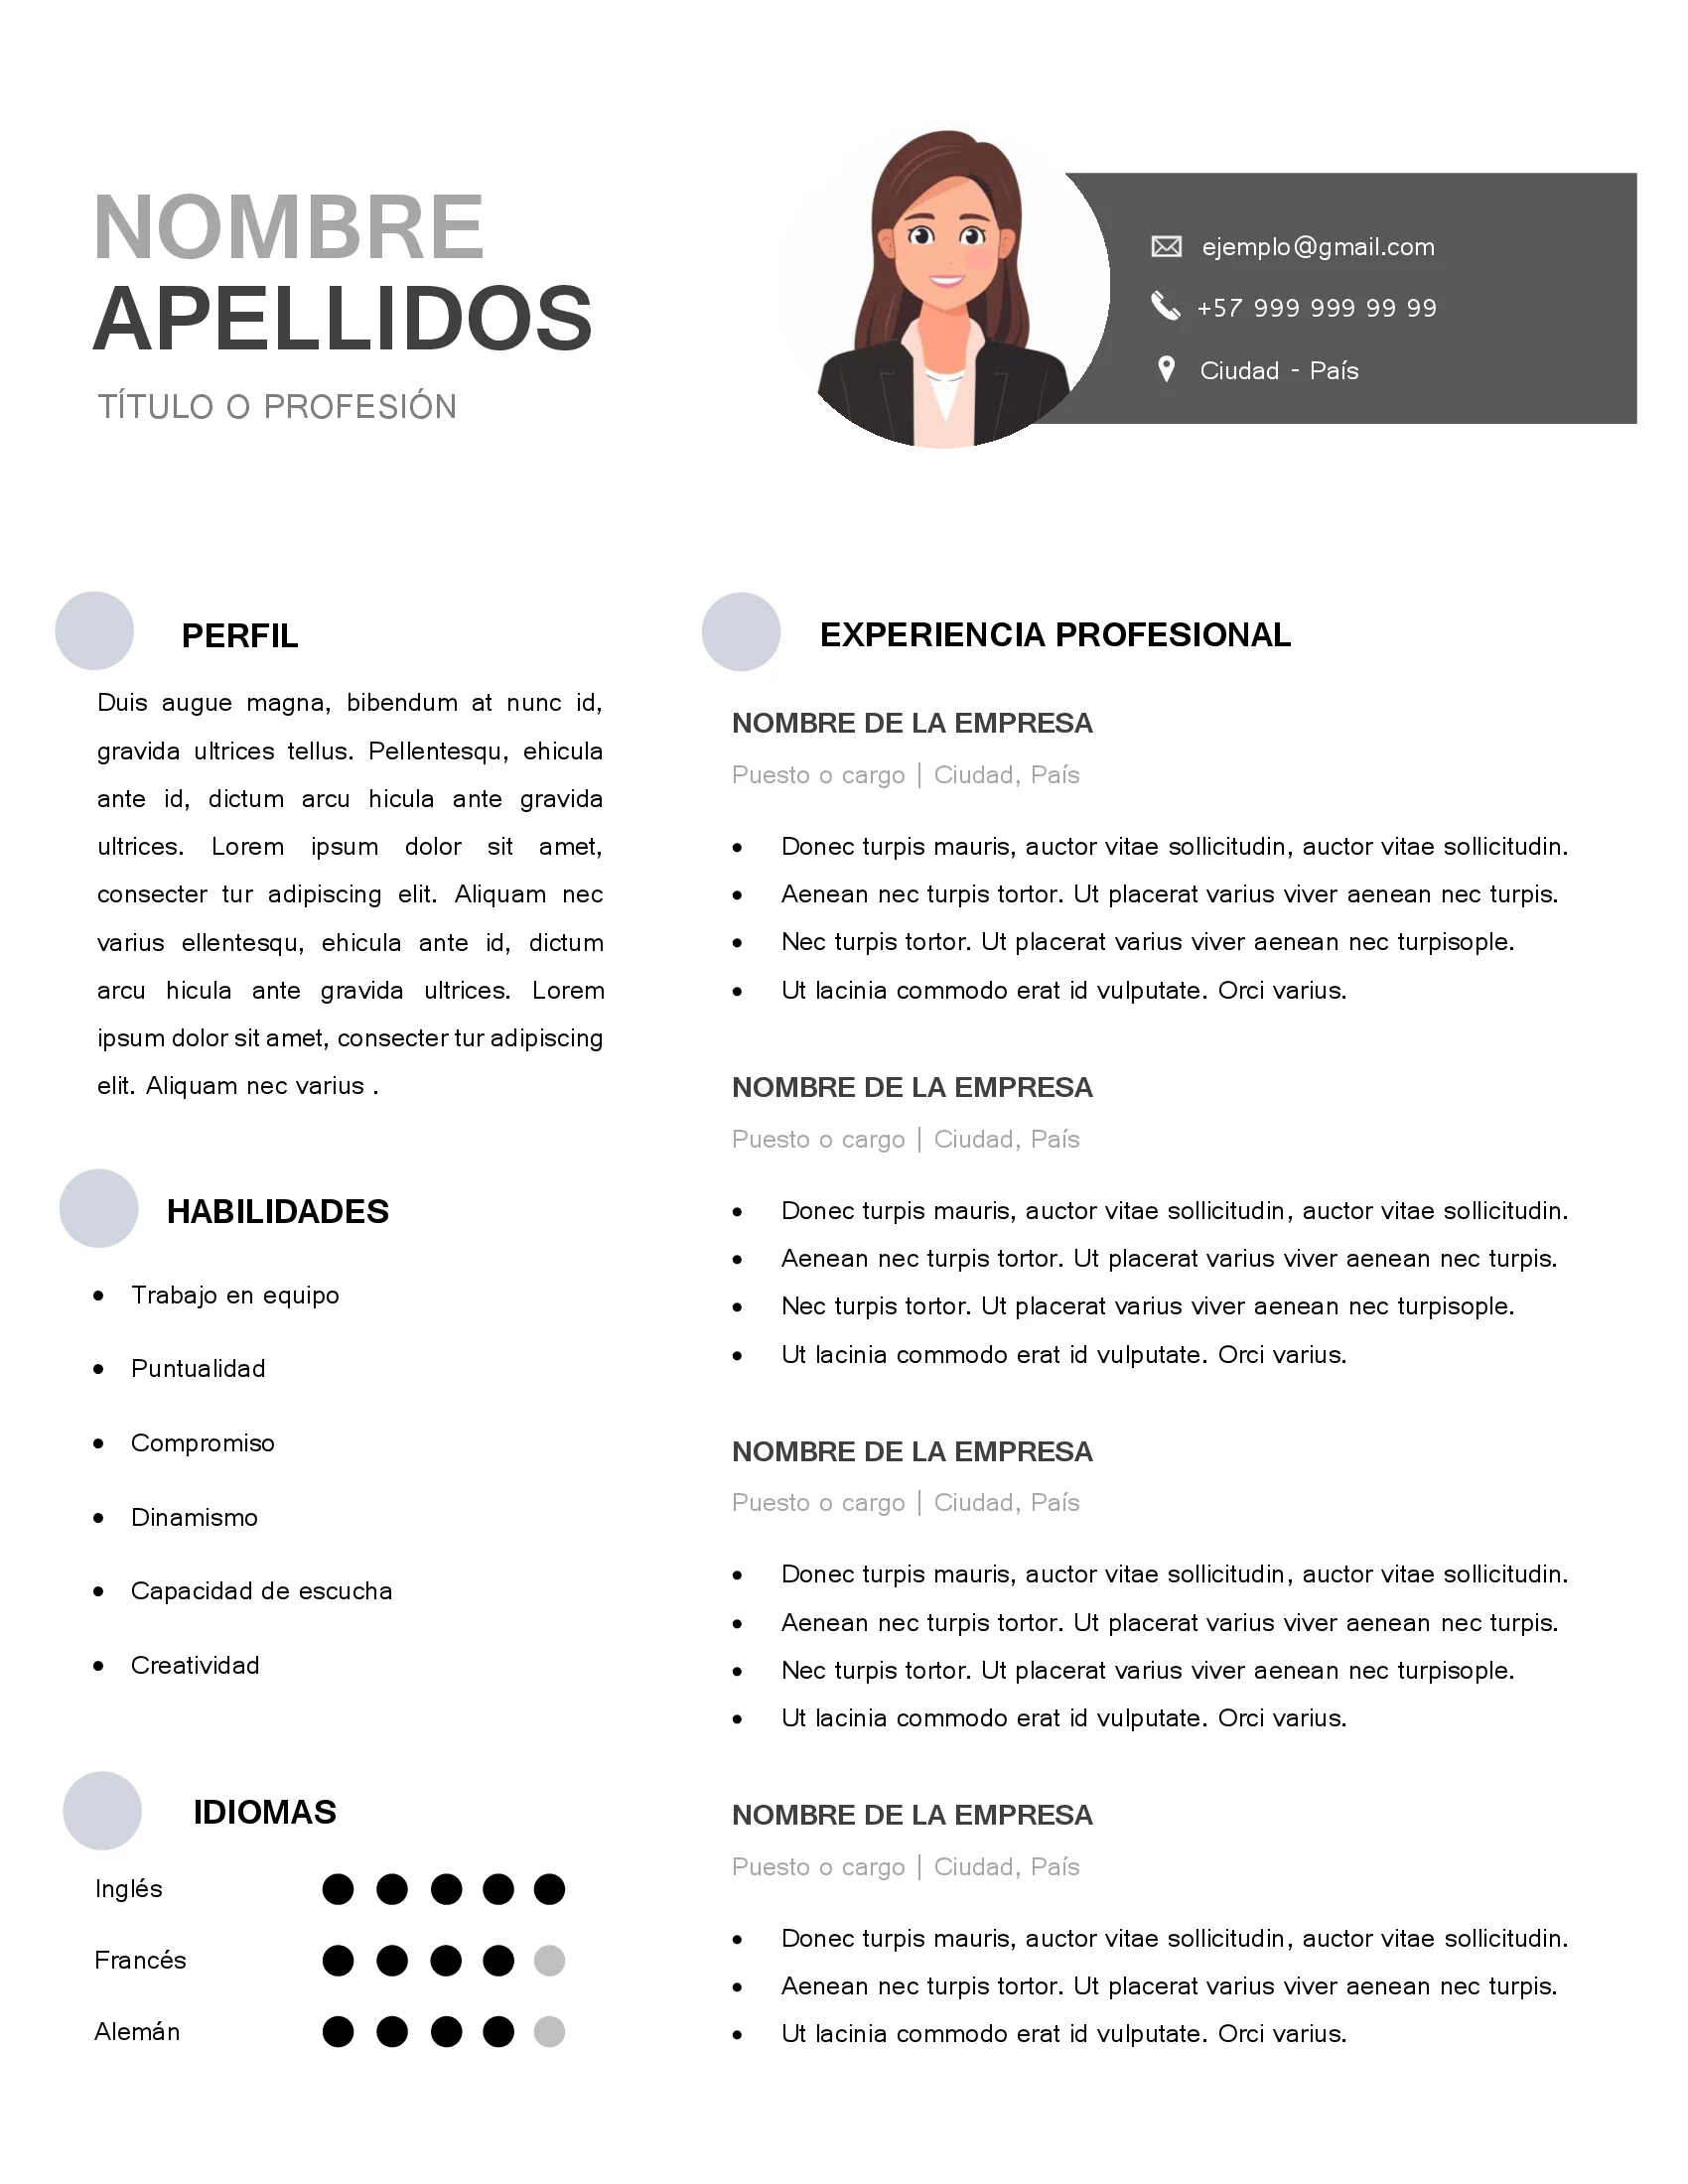 NOMBRE
APELLIDOS
TÍTULO O PROFESIÓN
ejemplo@gmail.com
+57 999 999 99 99
Ciudad - País
PERFIL
Duis augue magna, bibendum at nunc id,
gravida ultrices tellus. Pellentesqu, ehicula
ante id, dictum arcu hicula ante gravida
ultrices. Lorem ipsum dolor sit amet,
consecter tur adipiscing elit. Aliquam nec
varius ellentesqu, ehicula ante id, dictum
arcu hicula ante gravida ultrices. Lorem
ipsum dolor sit amet, consecter tur adipiscing
elit. Aliquam nec varius .
HABILIDADES
• Trabajo en equipo
• Puntualidad
• Compromiso
• Dinamismo
• Capacidad de escucha
• Creatividad
IDIOMAS
Inglés
Francés
Alemán
EXPERIENCIA PROFESIONAL
NOMBRE DE LA EMPRESA
Puesto o cargo | Ciudad, País
• Donec turpis mauris, auctor vitae sollicitudin, auctor vitae sollicitudin.
• Aenean nec turpis tortor. Ut placerat varius viver aenean nec turpis.
• Nec turpis tortor. Ut placerat varius viver aenean nec turpisople.
• Ut lacinia commodo erat id vulputate. Orci varius.
NOMBRE DE LA EMPRESA
Puesto o cargo | Ciudad, País
• Donec turpis mauris, auctor vitae sollicitudin, auctor vitae sollicitudin.
• Aenean nec turpis tortor. Ut placerat varius viver aenean nec turpis.
• Nec turpis tortor. Ut placerat varius viver aenean nec turpisople.
• Ut lacinia commodo erat id vulputate. Orci varius.
NOMBRE DE LA EMPRESA
Puesto o cargo | Ciudad, País
• Donec turpis mauris, auctor vitae sollicitudin, auctor vitae sollicitudin.
• Aenean nec turpis tortor. Ut placerat varius viver aenean nec turpis.
• Nec turpis tortor. Ut placerat varius viver aenean nec turpisople.
• Ut lacinia commodo erat id vulputate. Orci varius.
NOMBRE DE LA EMPRESA
Puesto o cargo | Ciudad, País
• Donec turpis mauris, auctor vitae sollicitudin, auctor vitae sollicitudin.
• Aenean nec turpis tortor. Ut placerat varius viver aenean nec turpis.
• Ut lacinia commodo erat id vulputate. Orci varius.